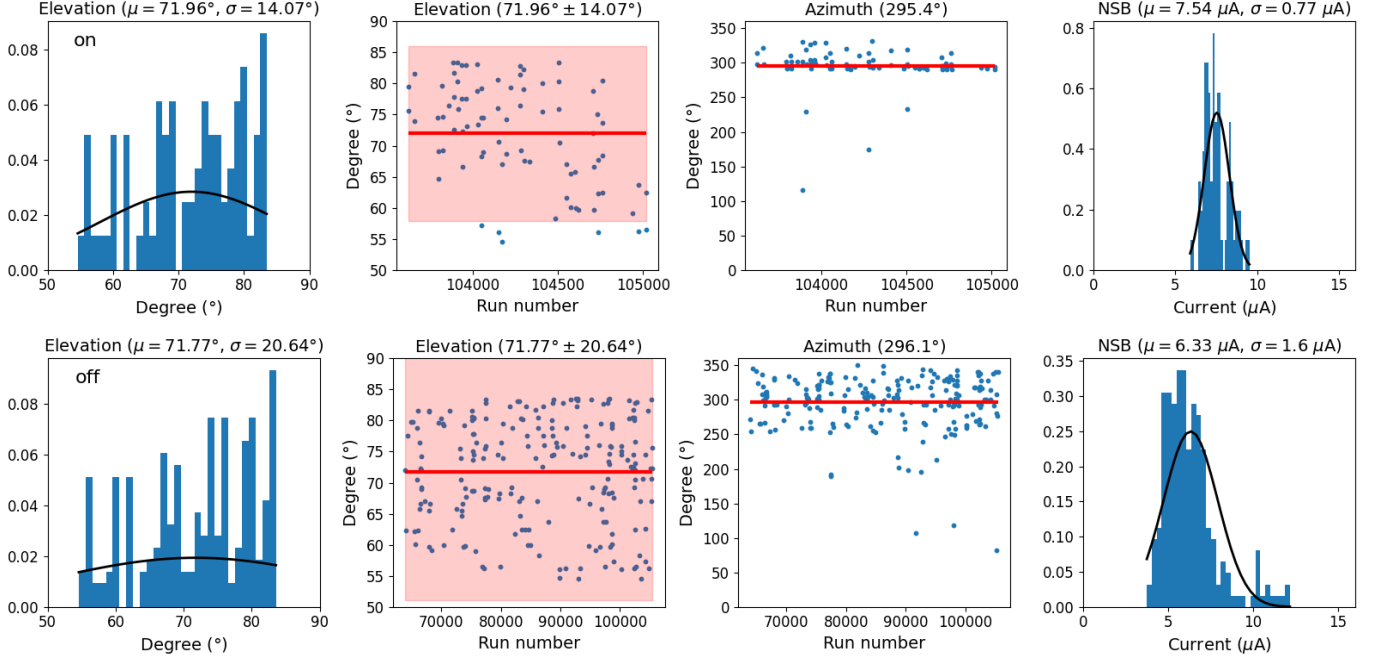 Elevation (μ = 71.96°, σ = 14.07°)
on
0.08
0.06
0.04
0.02
0.00
50 60 70 80 90
Degree (°)
Elevation (71.96° ± 14.07°)
Degree (°)
90
85
80
75
70
65
60
55
50
104000 105000
Run number
Azimuth (295.4°)
Degree (°)
350
300
250
200
150
100
50
0
104000 105000
Run number
NSB (μ = 7.54 μA, σ = 0.77 μA)
0.8
0.6
0.4
0.2
0.0
0 5 10 15
Current (μA)
Elevation (μ = 71.77°, σ = 20.64°)
off
0.08
0.06
0.04
0.02
0.00
50 60 70 80 90
Degree (°)
Elevation (71.77° ± 20.64°)
Degree (°)
90
85
80
75
70
65
60
55
50
70000 80000 90000 100000
Run number
Azimuth (296.1°)
Degree (°)
350
300
250
200
150
100
50
0
70000 80000 90000 100000
Run number
NSB (μ = 6.33 μA, σ = 1.6 μA)
0.35
0.30
0.25
0.20
0.15
0.10
0.05
0.00
0 5 10 15
Current (μA)